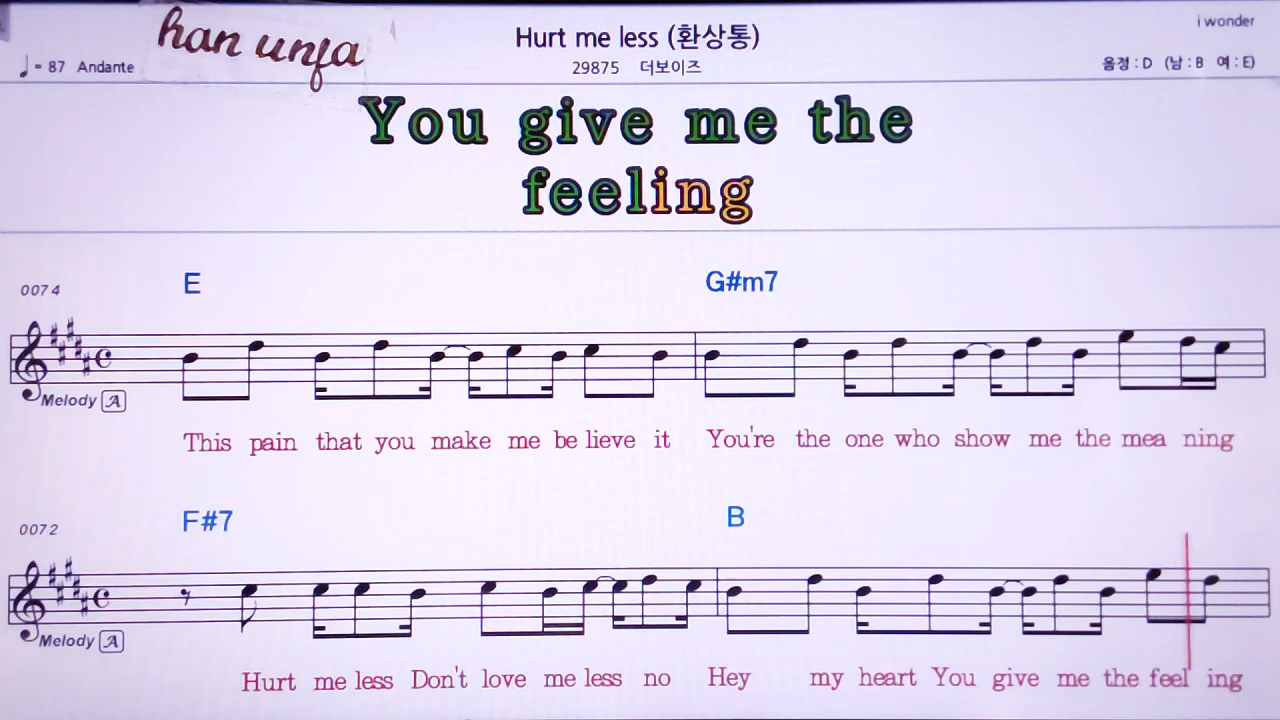 han unfa
Hurt me less (환상통)
i wonder
♩= 87 Andante
29875 더보이즈
음정 : D (남 : B 여 : E)
You give me the
feeling
0074
E G#m7
Melody A
This pain that you make me be lieve it You're the one who show me the mea ning
0072
F#7 B
Melody A
Hurt me less Don't love me less no Hey my heart You give me the feel ing